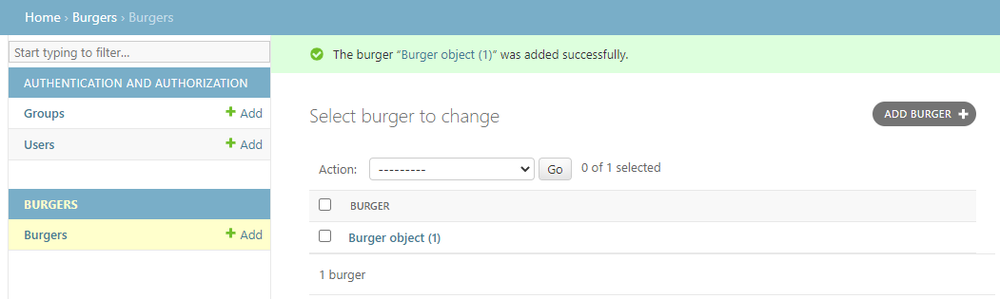 Home › Burgers › Burgers
Start typing to filter...
AUTHENTICATION AND AUTHORIZATION
Groups + Add
Users + Add
BURGERS
Burgers + Add
The burger “Burger object (1)” was added successfully.
Select burger to change
ADD BURGER +
Action: --------- Go 0 of 1 selected
BURGER
Burger object (1)
1 burger